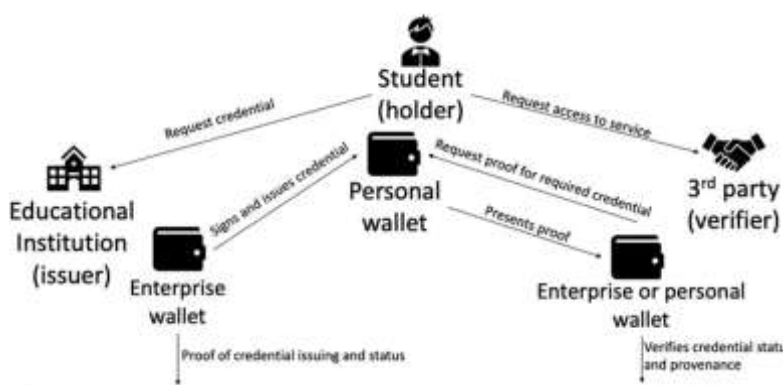 Student
(holder)
Request credential
Request access to service
Signs and issues credential
Request proof for required credential
Presents proof
Personal
wallet
Educational
Institution
(issuer)
3rd party
(verifier)
Enterprise
wallet
Enterprise or personal
wallet
Proof of credential issuing and status
Verifies credential statu
and provenance